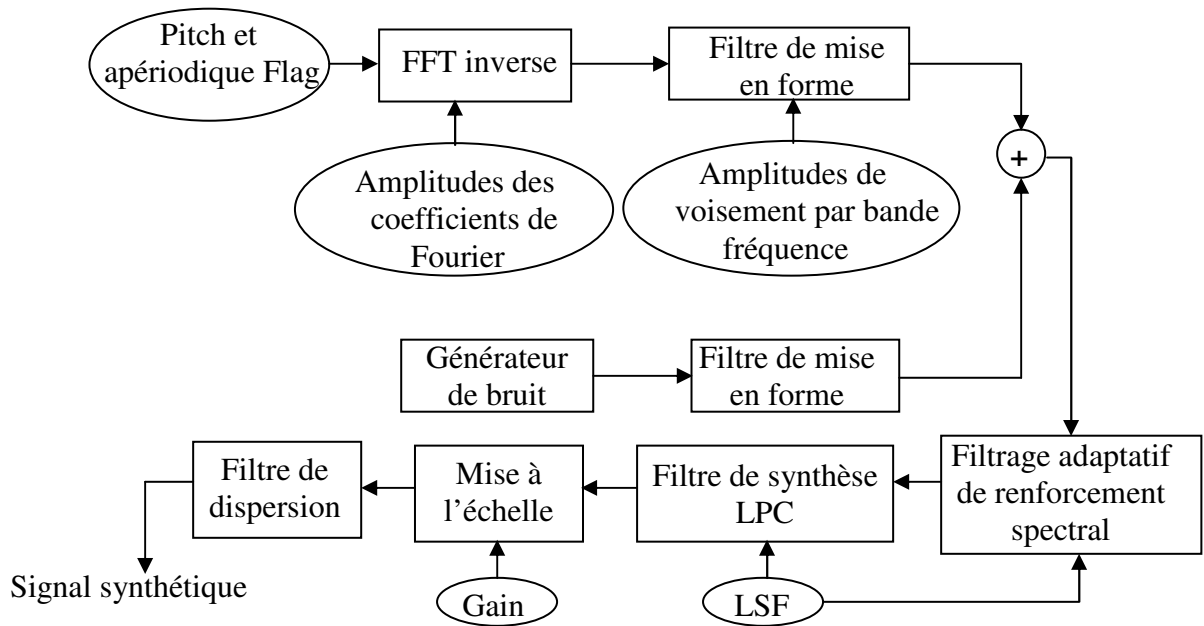 Pitch et
apériodique Flag
FFT inverse
Filtre de mise
en forme
+
Amplitudes des
coefficients de
Fourier
Amplitudes de
voisement par bande
fréquence
Générateur
de bruit
Filtre de mise
en forme
Filtre de
dispersion
Mise à
l’échelle
Filtre de synthèse
LPC
Filtrage adaptatif
de renforcement
spectral
Signal synthétique
Gain
LSF